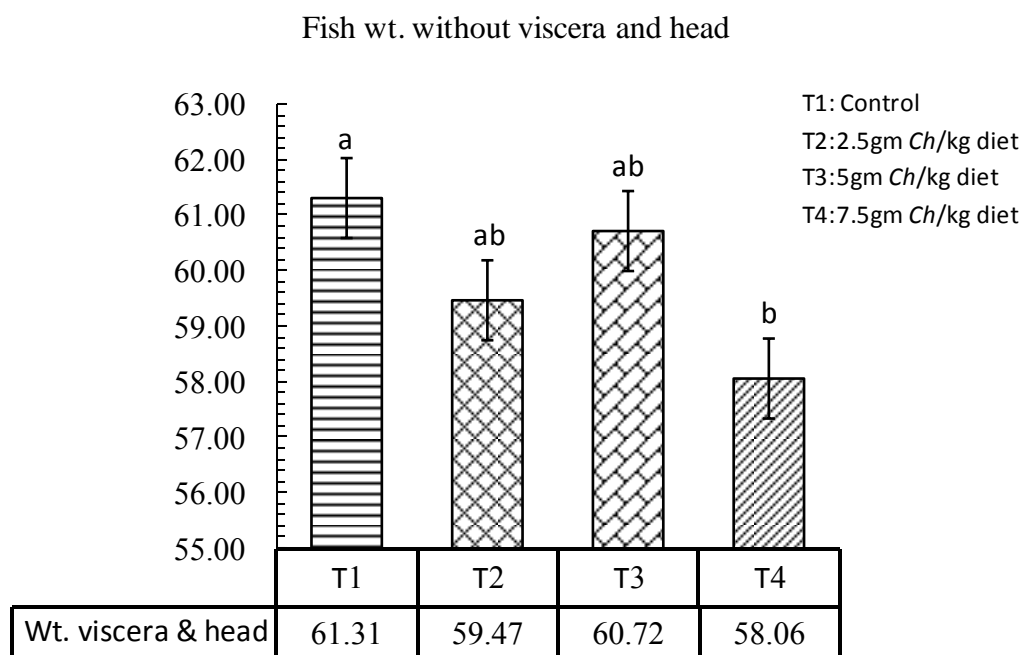 Fish wt. without viscera and head
63.00
62.00
61.00
60.00
59.00
58.00
57.00
56.00
55.00
a
ab
ab
b
T1: Control
T2:2.5gm Ch/kg diet
T3:5gm Ch/kg diet
T4:7.5gm Ch/kg diet
T1 T2 T3 T4
Wt. viscera & head 61.31 59.47 60.72 58.06